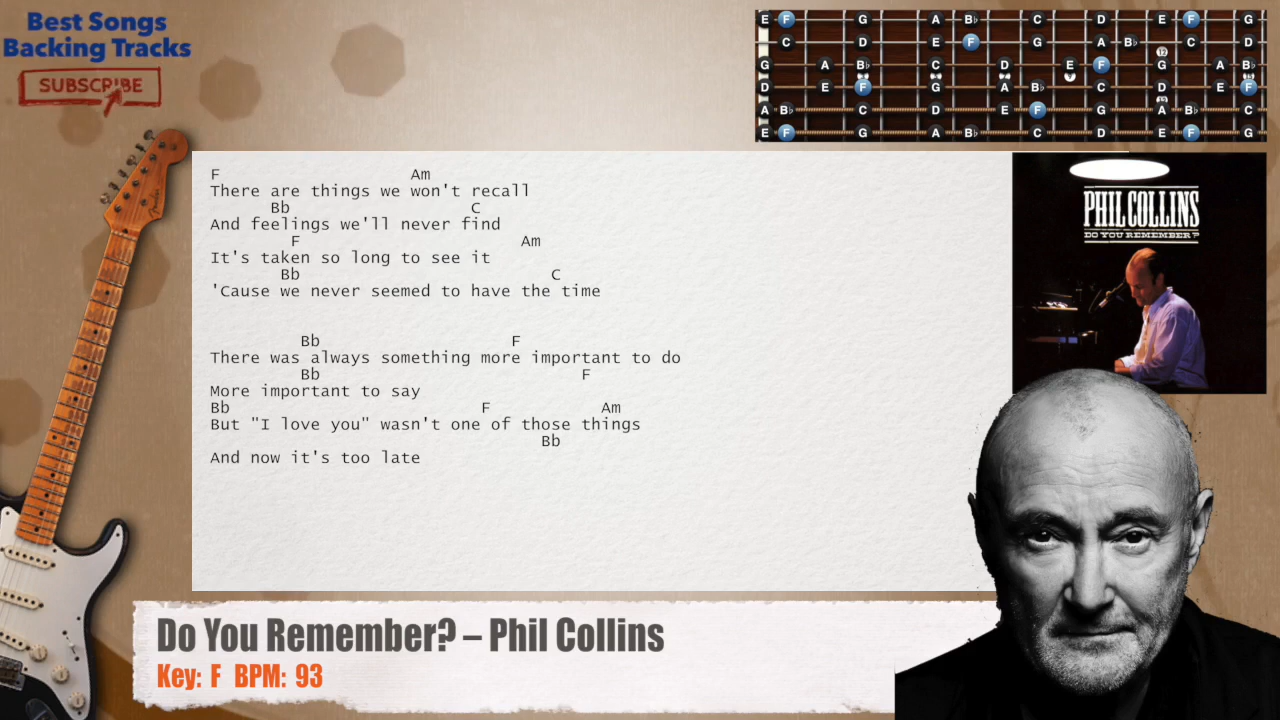 Best Songs
Backing Tracks
SUBSCRIBE
E F G A B♭ C D E F G
C D E F G A B♭ C D
G A B♭ C D E F G A B♭
D E F G A B♭ C D E F
A B♭ C D E F G A B♭ C
E F G A B♭ C D E F G
F Am
There are things we won't recall
Bb C
And feelings we'll never find
F Am
It's taken so long to see it
Bb C
'Cause we never seemed to have the time
Bb F
There was always something more important to do
Bb F
More important to say
Bb F Am
But "I love you" wasn't one of those things
Bb
And now it's too late
PHIL COLLINS
DO YOU REMEMBER?
Do You Remember? – Phil Collins
Key: F BPM: 93